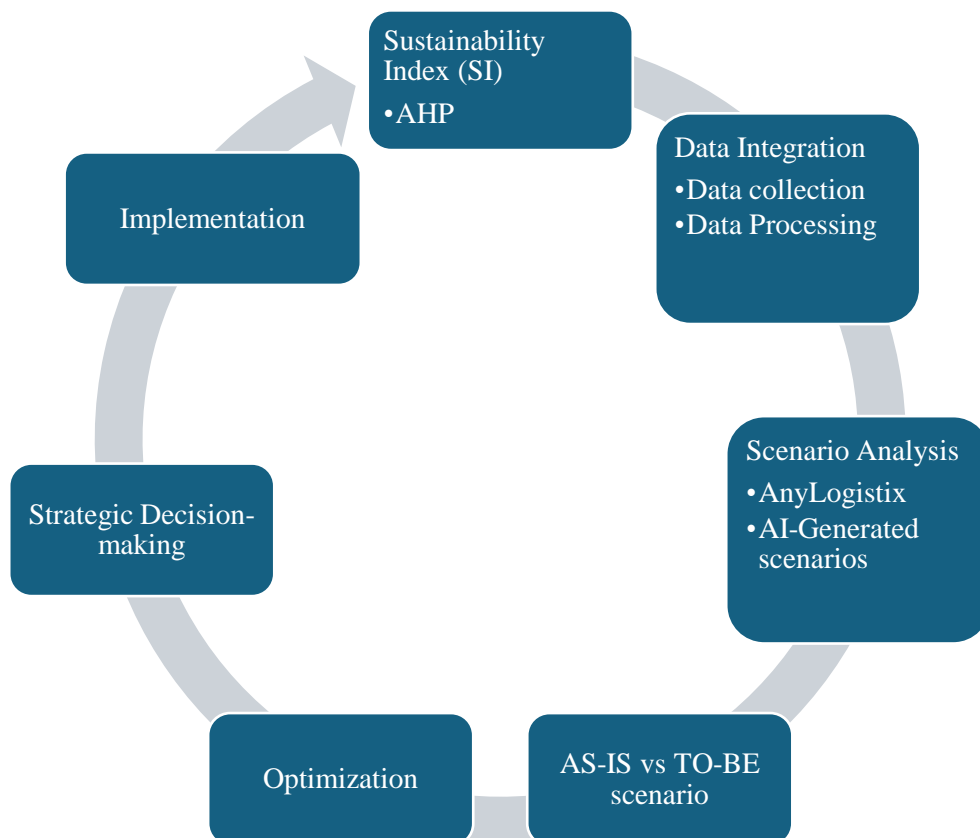 Sustainability
Index (SI)
•AHP
Data Integration
•Data collection
•Data Processing
Scenario Analysis
•AnyLogistix
•AI-Generated
scenarios
AS-IS vs TO-BE
scenario
Optimization
Strategic Decision-
making
Implementation